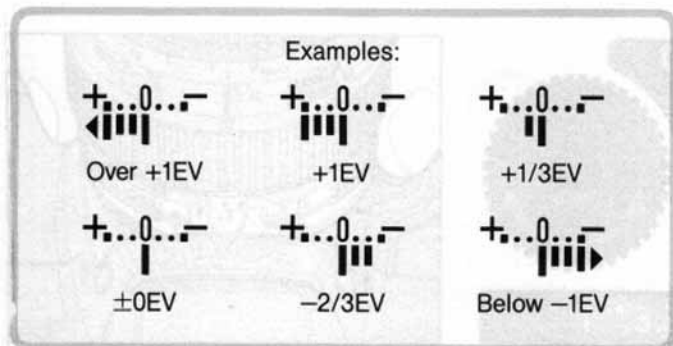 Examples:
+....0....− +....0....− +....0....−
Over +1EV +1EV +1/3EV
+....0....− +....0....− +....0....−
±0EV −2/3EV Below −1EV